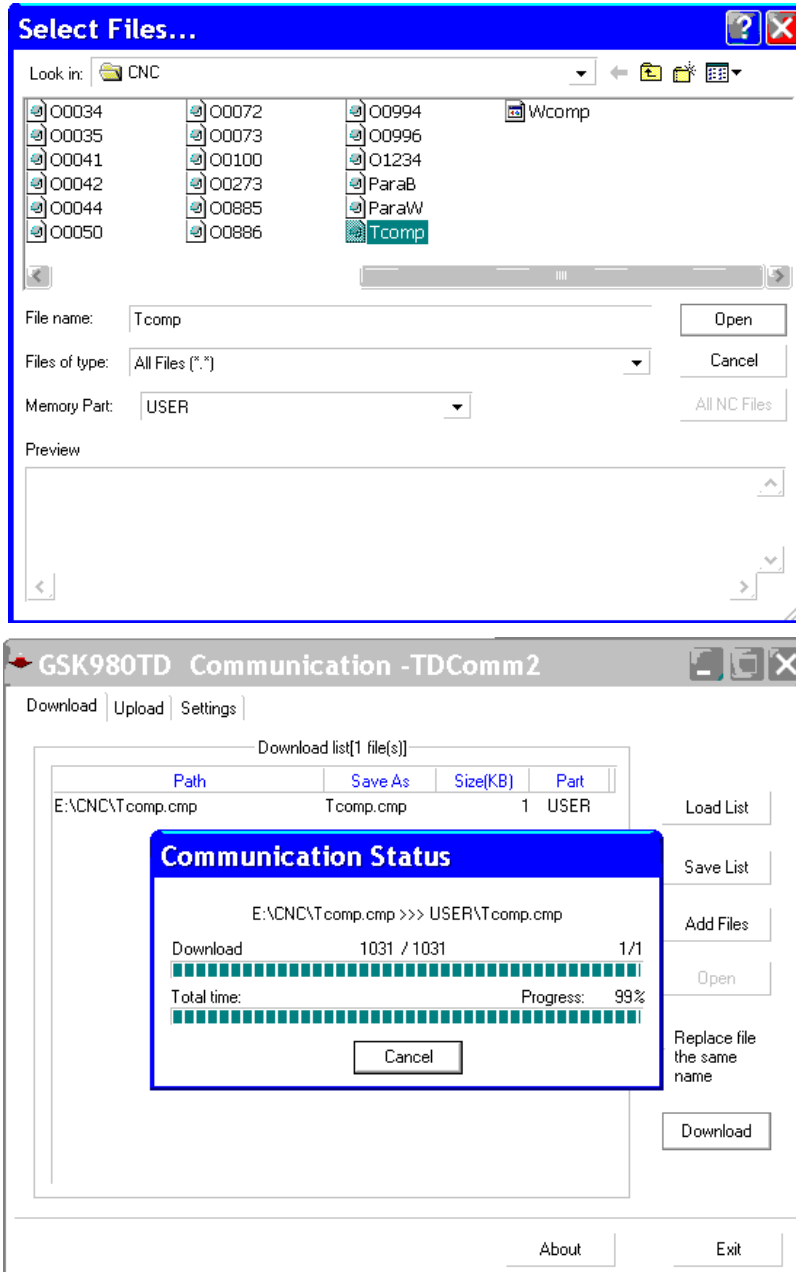 Select Files...
Look in: CNC
O0034 O0072 O0994 Wcomp
O0035 O0073 O0996
O0041 O0100 O1234
O0042 O0273 ParaB
O0044 O0885 ParaW
O0050 O0886 Tcomp
File name: Tcomp Open
Files of type: All Files (*.*) Cancel
Memory Part: USER All NC Files
Preview
GSK980TD Communication -TDComm2
Download Upload Settings
Download list[1 file(s)]
Path Save As Size(KB) Part
E:\CNC\Tcomp.cmp Tcomp.cmp 1 USER
Load List
Communication Status
Save List
E:\CNC\Tcomp.cmp >>> USER\Tcomp.cmp
Add Files
Download 1031 / 1031 1/1
Open
Total time: Progress: 99%
Cancel
Replace file
the same
name
Download
About Exit